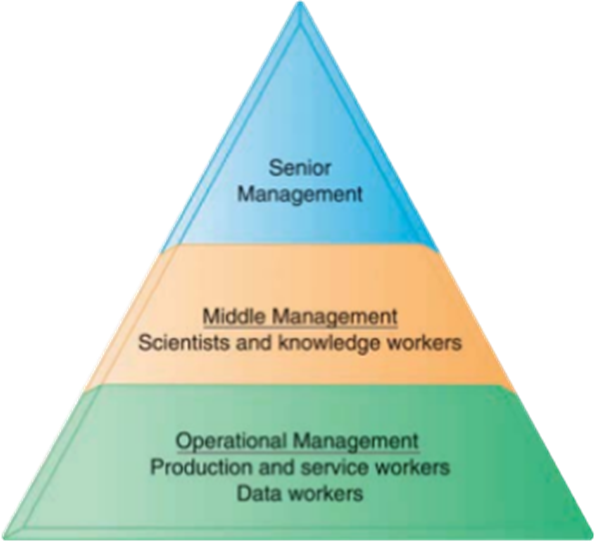 Senior
Management
Middle Management
Scientists and knowledge workers
Operational Management
Production and service workers
Data workers